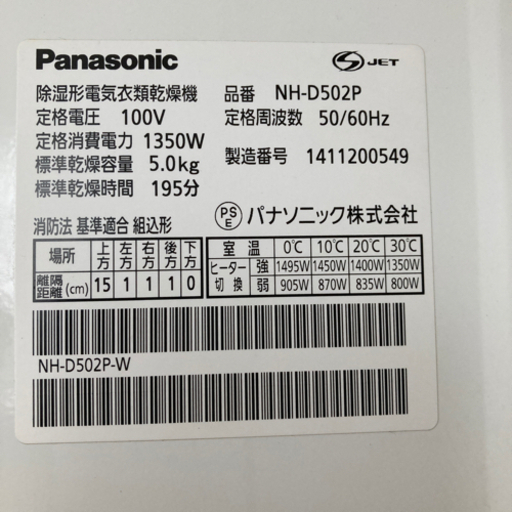 Panasonic
S JET
除湿形電気衣類乾燥機 品番 NH-D502P
定格電圧 100V 定格周波数 50/60Hz
定格消費電力 1350W
標準乾燥容量 5.0kg 製造番号 1411200549
標準乾燥時間 195分
消防法 基準適合 組込形 PSE パナソニック株式会社
場所 上方 左方 右方 後方 下方
離隔距離(cm) 15 1 1 1 0
室温 0℃ 10℃ 20℃ 30℃
ヒーター切換 強 1495W 1450W 1400W 1350W
弱 905W 870W 835W 800W
NH-D502P-W